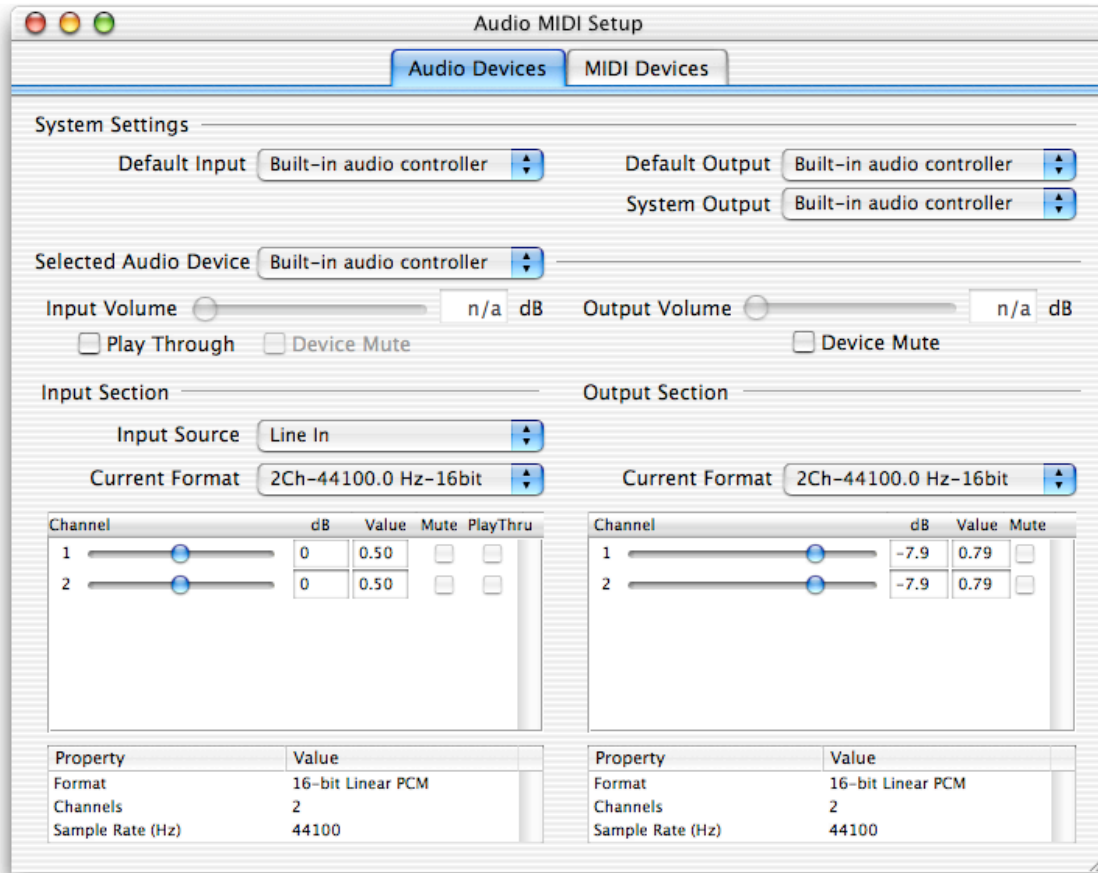 Audio MIDI Setup
Audio Devices MIDI Devices
System Settings
Default Input Built-in audio controller Default Output Built-in audio controller
System Output Built-in audio controller
Selected Audio Device Built-in audio controller
Input Volume n/a dB Output Volume n/a dB
Play Through Device Mute Device Mute
Input Section Output Section
Input Source Line In
Current Format 2Ch-44100.0 Hz-16bit Current Format 2Ch-44100.0 Hz-16bit
Channel dB Value Mute PlayThru Channel dB Value Mute
1 0 0.50 1 -7.9 0.79
2 0 0.50 2 -7.9 0.79
Property Value Property Value
Format 16-bit Linear PCM Format 16-bit Linear PCM
Channels 2 Channels 2
Sample Rate (Hz) 44100 Sample Rate (Hz) 44100